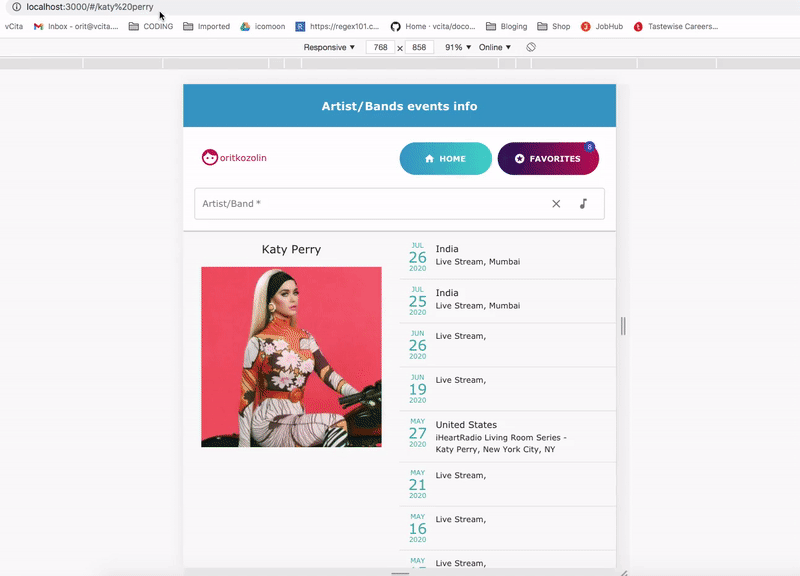 localhost:3000/#/katy%20perry
vCita
Inbox - orit@vcita....
CODING
Imported
icomoon
https://regex101.c...
Home · vcita/doco...
Bloging
Shop
JobHub
Tastewise Careers...
Responsive ▼ 768 x 858 91% ▼ Online ▼
Artist/Bands events info
oritkozolin
HOME
FAVORITES
8
Artist/Band *
Katy Perry
JUL
26
2020
India
Live Stream, Mumbai
JUL
25
2020
India
Live Stream, Mumbai
JUN
26
2020
Live Stream,
JUN
19
2020
Live Stream,
MAY
27
2020
United States
iHeartRadio Living Room Series -
Katy Perry, New York City, NY
MAY
21
2020
Live Stream,
MAY
16
2020
Live Stream,
MAY
Live Stream,